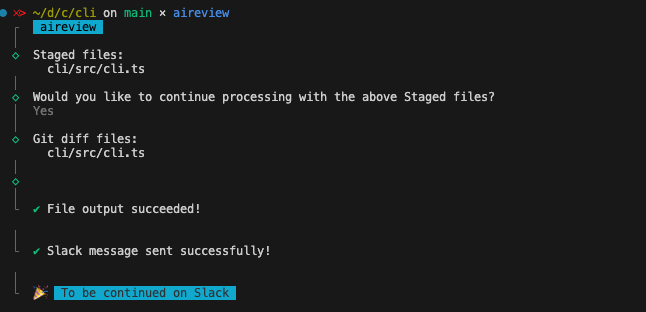 ~/d/c/cli on main × aireview
aireview
Staged files:
cli/src/cli.ts
Would you like to continue processing with the above Staged files?
Yes
Git diff files:
cli/src/cli.ts
✔ File output succeeded!
✔ Slack message sent successfully!
🎉 To be continued on Slack